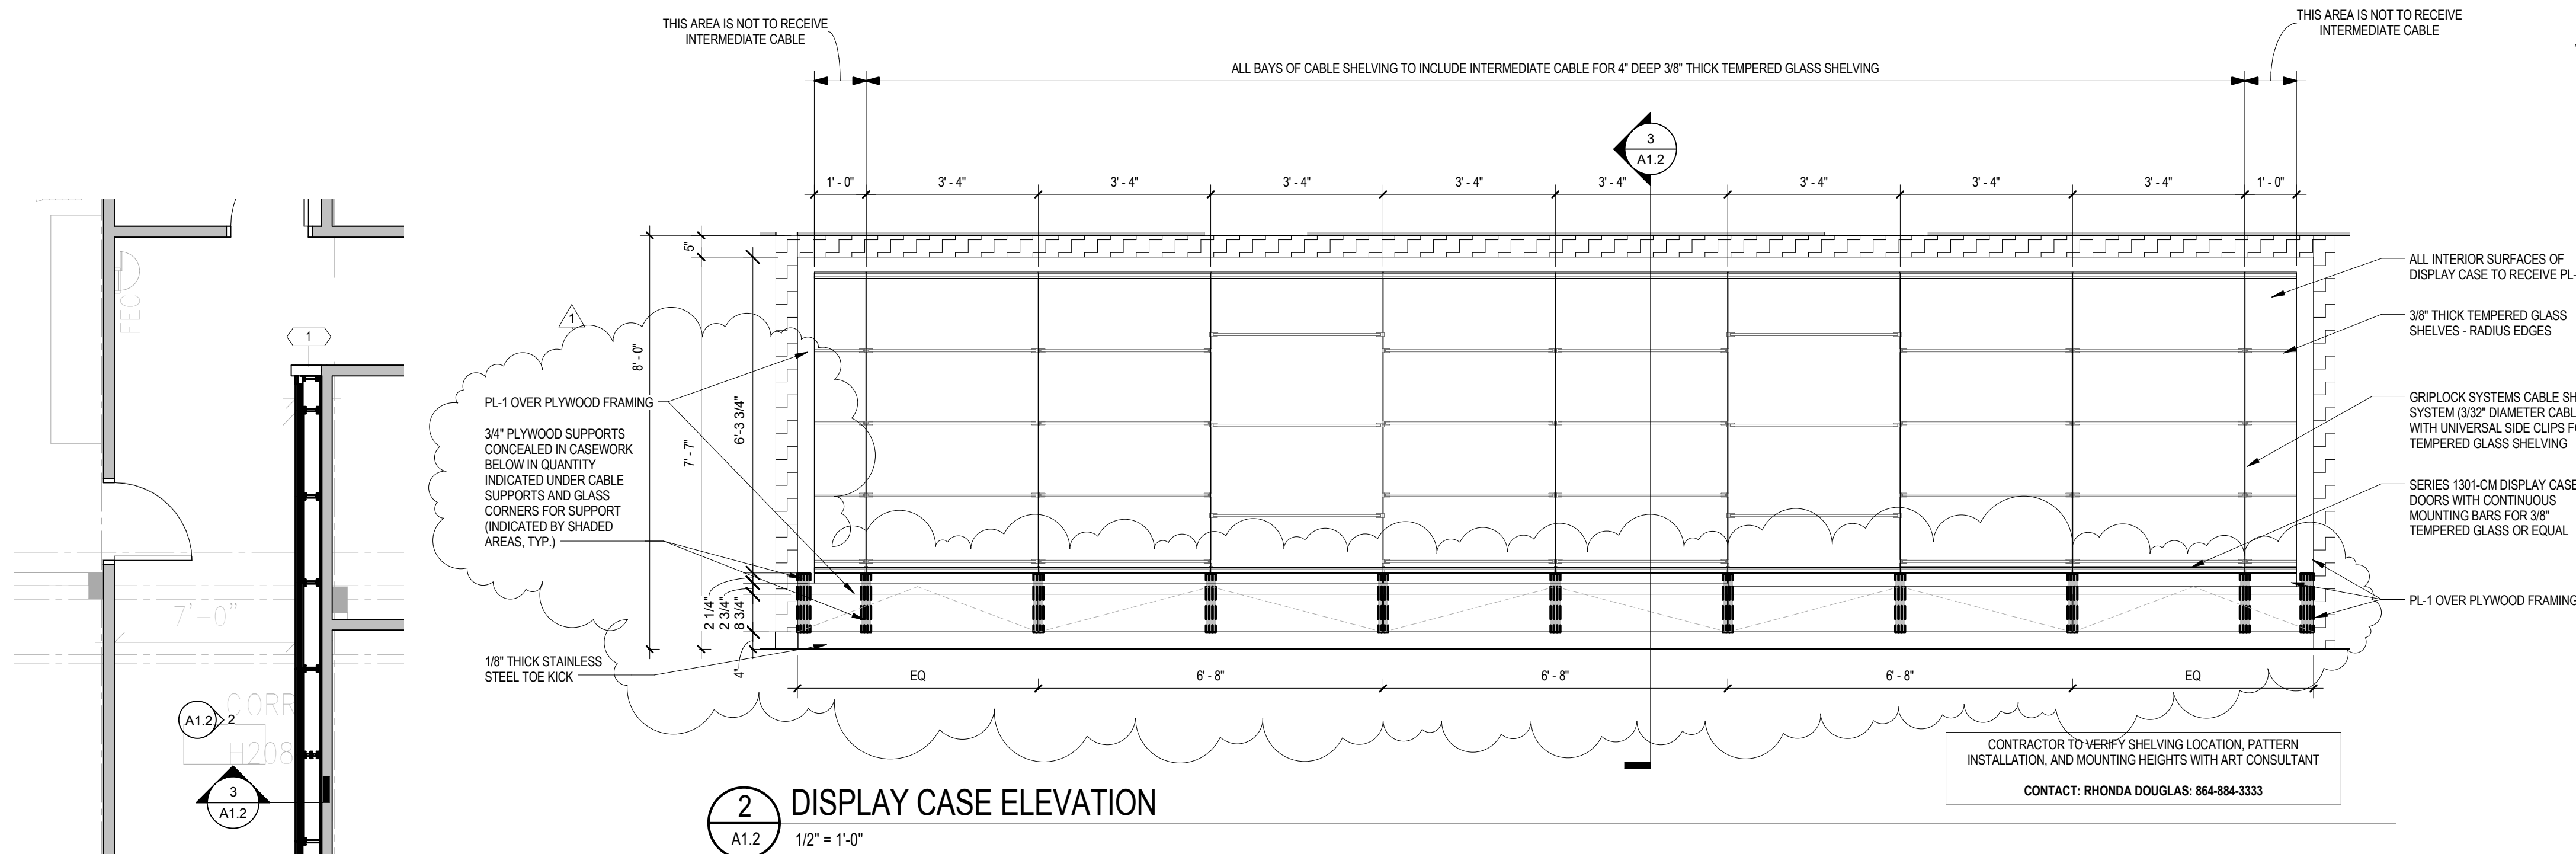 THIS AREA IS NOT TO RECEIVE
INTERMEDIATE CABLE
THIS AREA IS NOT TO RECEIVE
INTERMEDIATE CABLE
ALL BAYS OF CABLE SHELVING TO INCLUDE INTERMEDIATE CABLE FOR 4" DEEP 3/8" THICK TEMPERED GLASS SHELVING
3
A1.2
1' - 0"
3' - 4"
3' - 4"
3' - 4"
3' - 4"
3' - 4"
3' - 4"
3' - 4"
3' - 4"
1' - 0"
5"
8' - 0"
7' - 7"
6'-3 3/4"
2 1/4"
2 3/4"
8 3/4"
4"
1
PL-1 OVER PLYWOOD FRAMING
3/4" PLYWOOD SUPPORTS
CONCEALED IN CASEWORK
BELOW IN QUANTITY
INDICATED UNDER CABLE
SUPPORTS AND GLASS
CORNERS FOR SUPPORT
(INDICATED BY SHADED
AREAS, TYP.)
1/8" THICK STAINLESS
STEEL TOE KICK
ALL INTERIOR SURFACES OF
DISPLAY CASE TO RECEIVE PL-
3/8" THICK TEMPERED GLASS
SHELVES - RADIUS EDGES
GRIPLOCK SYSTEMS CABLE SH
SYSTEM (3/32" DIAMETER CABL
WITH UNIVERSAL SIDE CLIPS FO
TEMPERED GLASS SHELVING
SERIES 1301-CM DISPLAY CASE
DOORS WITH CONTINUOUS
MOUNTING BARS FOR 3/8"
TEMPERED GLASS OR EQUAL
PL-1 OVER PLYWOOD FRAMING
EQ
6' - 8"
6' - 8"
6' - 8"
EQ
CONTRACTOR TO VERIFY SHELVING LOCATION, PATTERN
INSTALLATION, AND MOUNTING HEIGHTS WITH ART CONSULTANT
CONTACT: RHONDA DOUGLAS: 864-884-3333
2
A1.2
DISPLAY CASE ELEVATION
1/2" = 1'-0"
FEC
1
7'-0"
CORR
H208
A1.2
2
3
A1.2